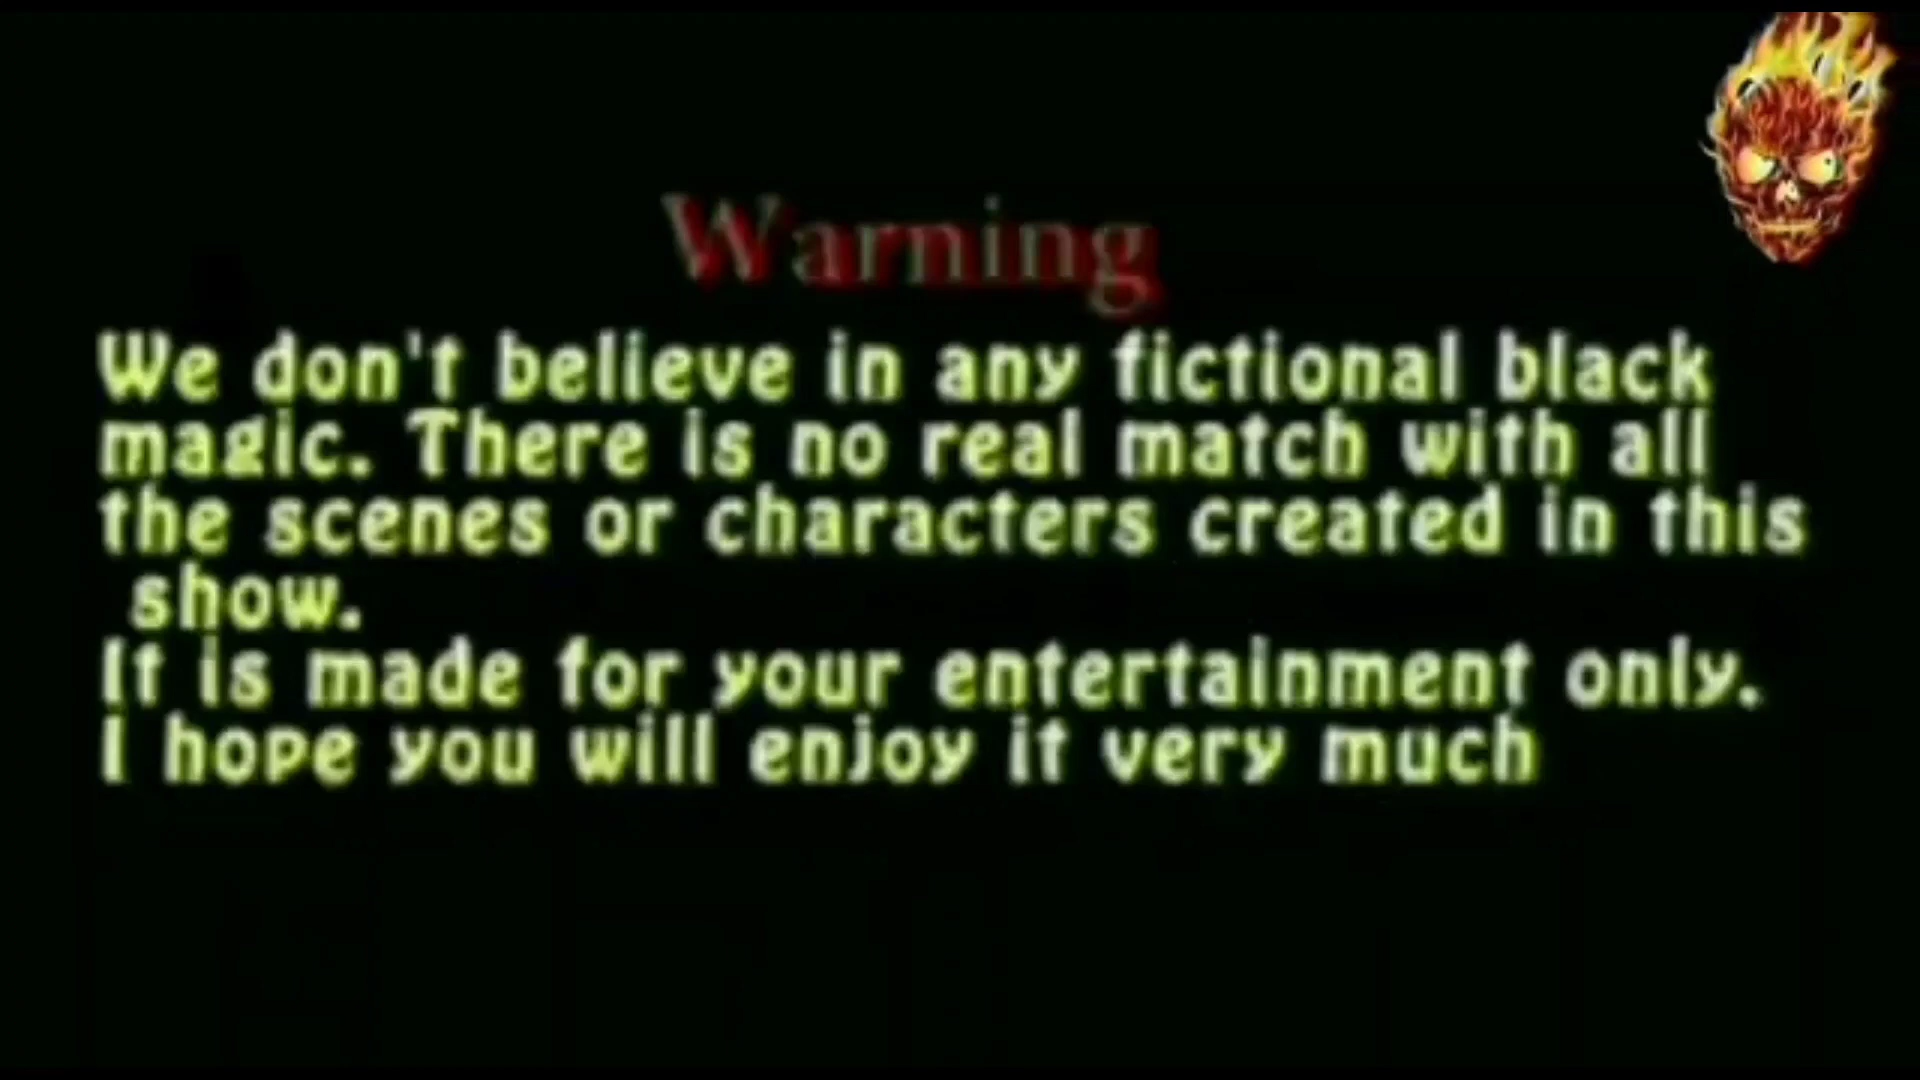 Warning
We don't believe in any fictional black
magic. There is no real match with all
the scenes or characters created in this
show.
It is made for your entertainment only.
I hope you will enjoy it very much